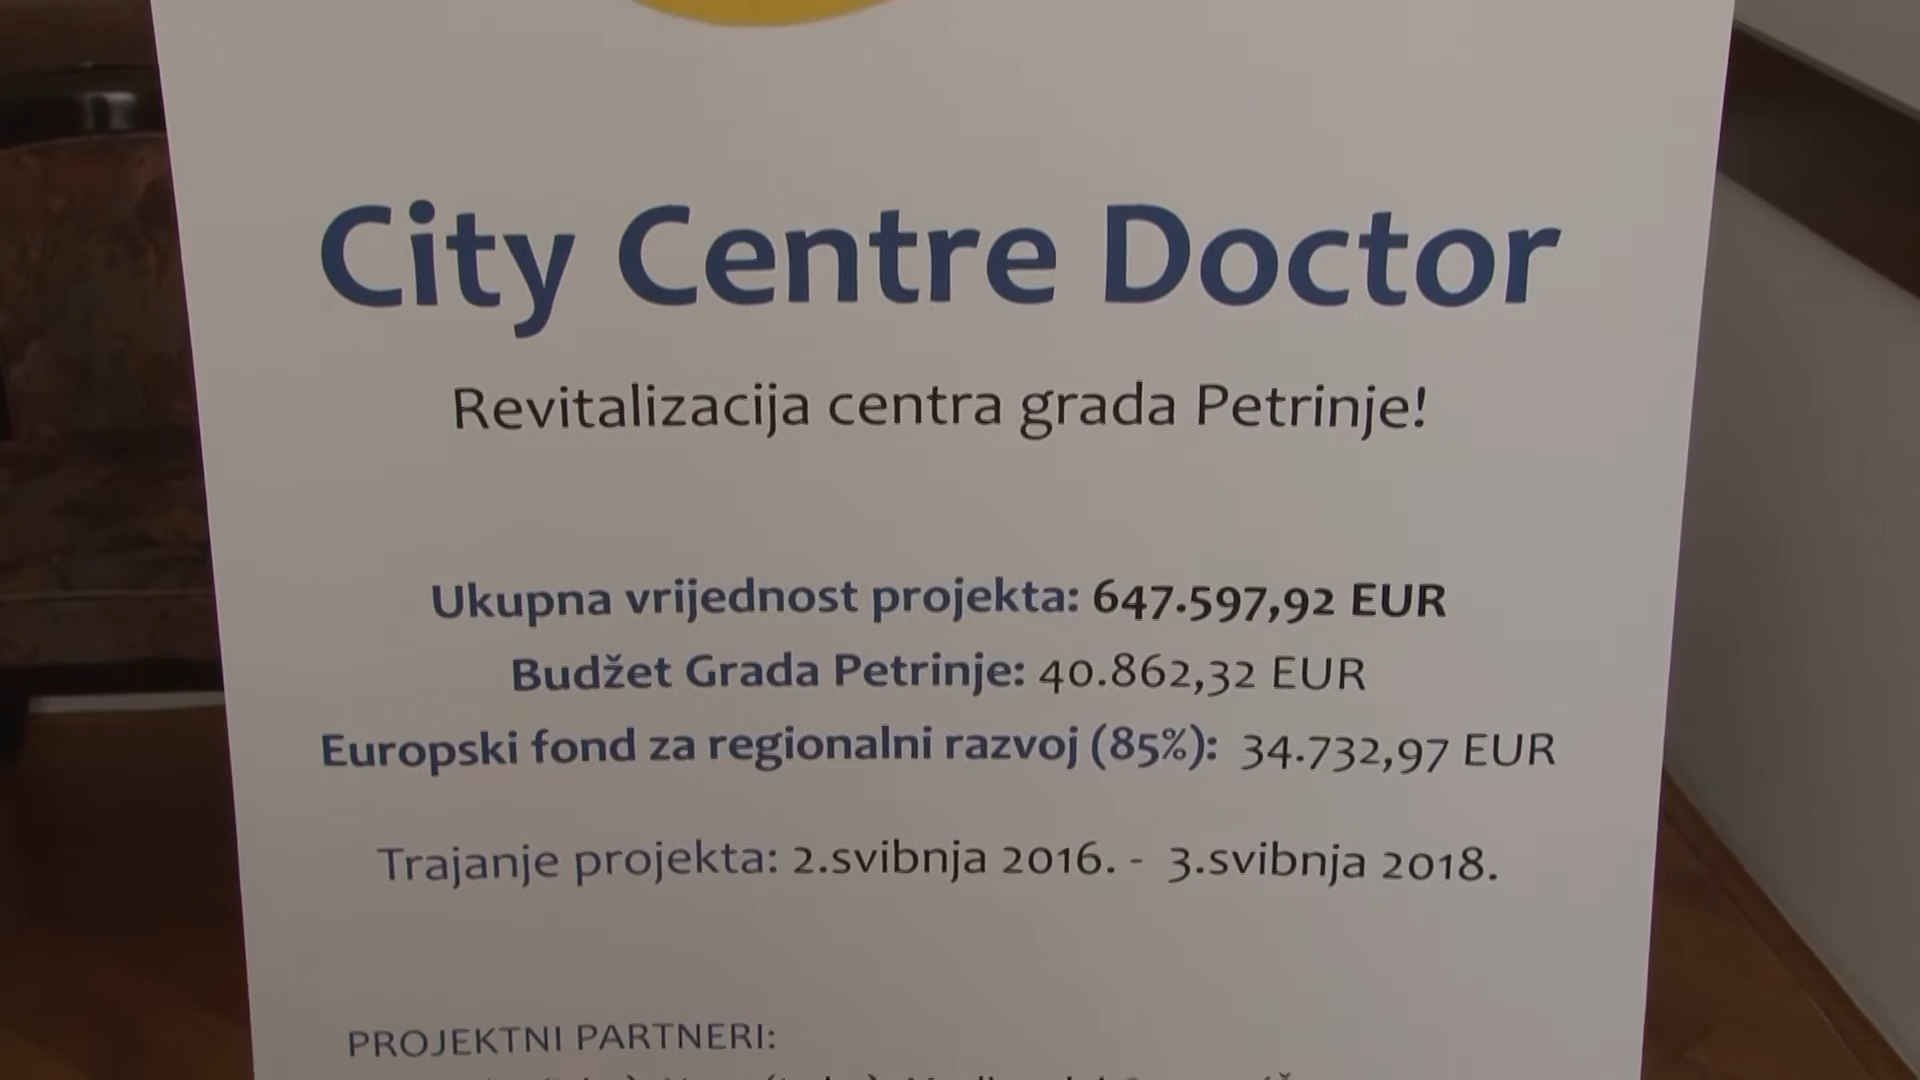 City Centre Doctor
Revitalizacija centra grada Petrinje!
Ukupna vrijednost projekta: 647.597,92 EUR
Budžet Grada Petrinje: 40.862,32 EUR
Europski fond za regionalni razvoj (85%): 34.732,97 EUR
Trajanje projekta: 2.svibnja 2016. - 3.svibnja 2018.
PROJEKTNI PARTNERI: